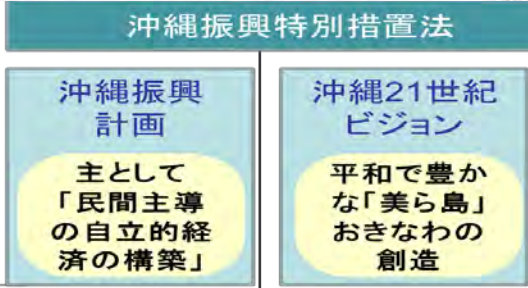 沖縄振興特別措置法
沖縄振興
計画
主として
「民間主導
の自立的経
済の構築」
沖縄21世紀
ビジョン
平和で豊か
な「美ら島」
おきなわの
創造